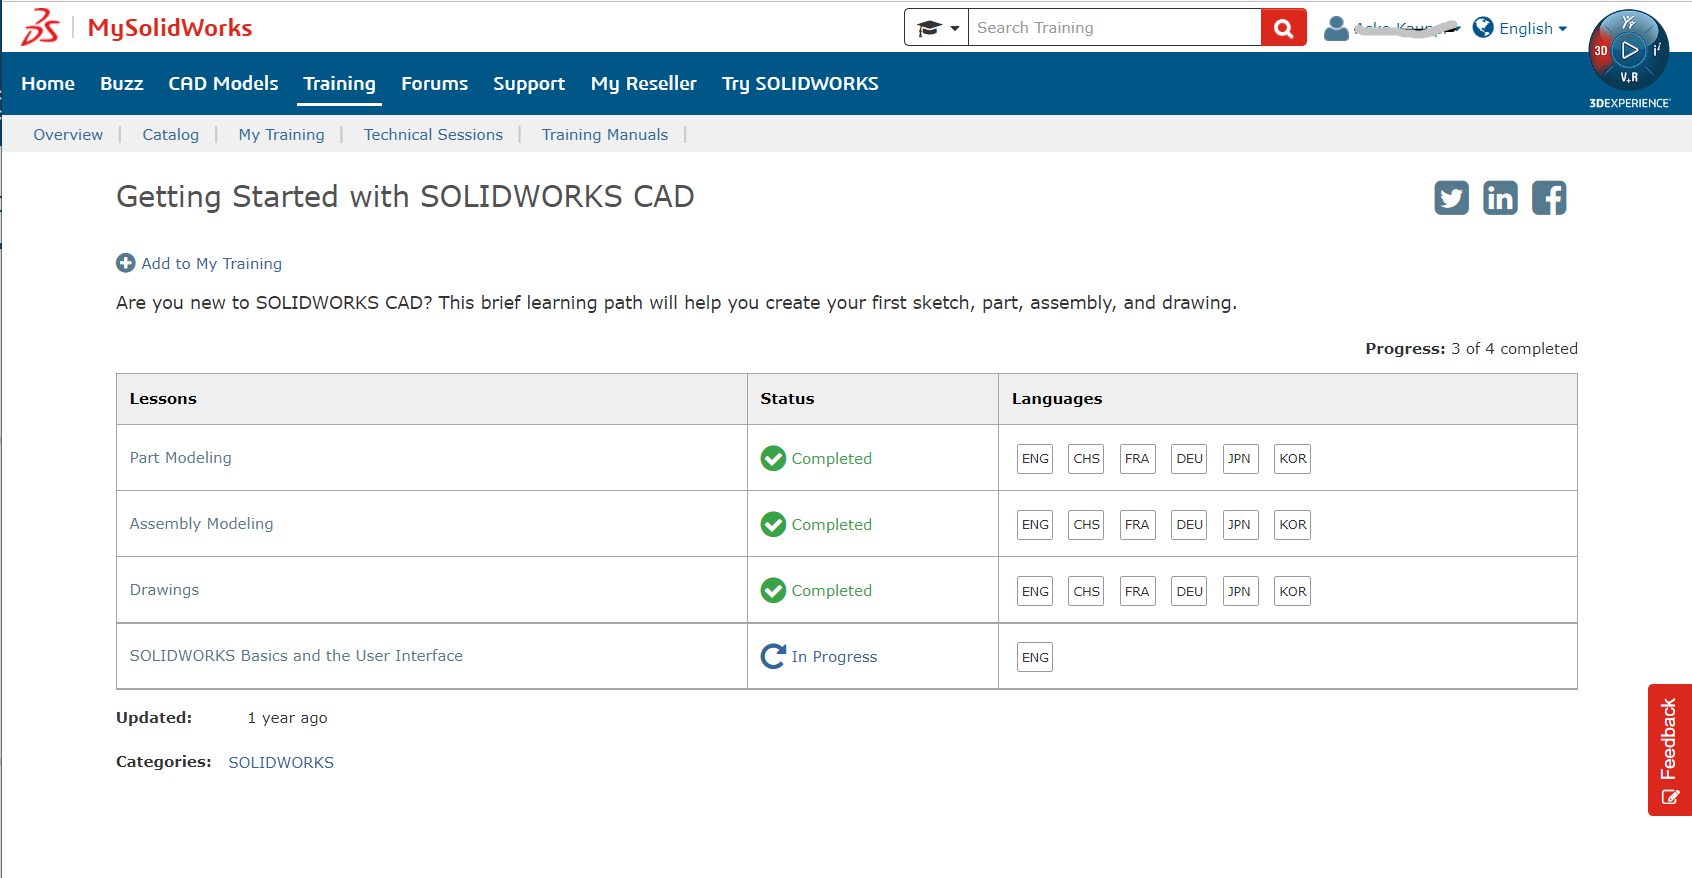 MySolidWorks
Search Training
English
3D
V+R
3DEXPERIENCE
Home Buzz CAD Models Training Forums Support My Reseller Try SOLIDWORKS
Overview | Catalog | My Training | Technical Sessions | Training Manuals |
Getting Started with SOLIDWORKS CAD
Add to My Training
Are you new to SOLIDWORKS CAD? This brief learning path will help you create your first sketch, part, assembly, and drawing.
Progress: 3 of 4 completed
Lessons Status Languages
Part Modeling Completed ENG CHS FRA DEU JPN KOR
Assembly Modeling Completed ENG CHS FRA DEU JPN KOR
Drawings Completed ENG CHS FRA DEU JPN KOR
SOLIDWORKS Basics and the User Interface In Progress ENG
Updated: 1 year ago
Categories: SOLIDWORKS
Feedback